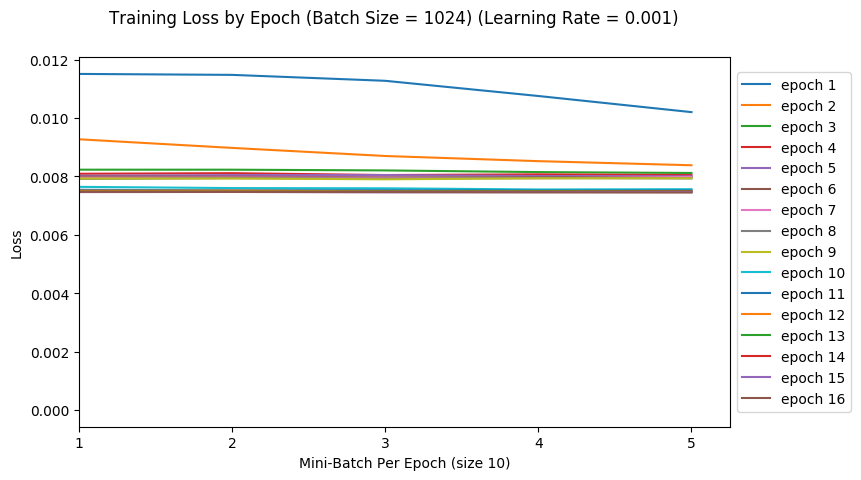 Training Loss by Epoch (Batch Size = 1024) (Learning Rate = 0.001)
0.012
0.010
0.008
0.006
0.004
0.002
0.000
Loss
1 2 3 4 5
Mini-Batch Per Epoch (size 10)
epoch 1
epoch 2
epoch 3
epoch 4
epoch 5
epoch 6
epoch 7
epoch 8
epoch 9
epoch 10
epoch 11
epoch 12
epoch 13
epoch 14
epoch 15
epoch 16